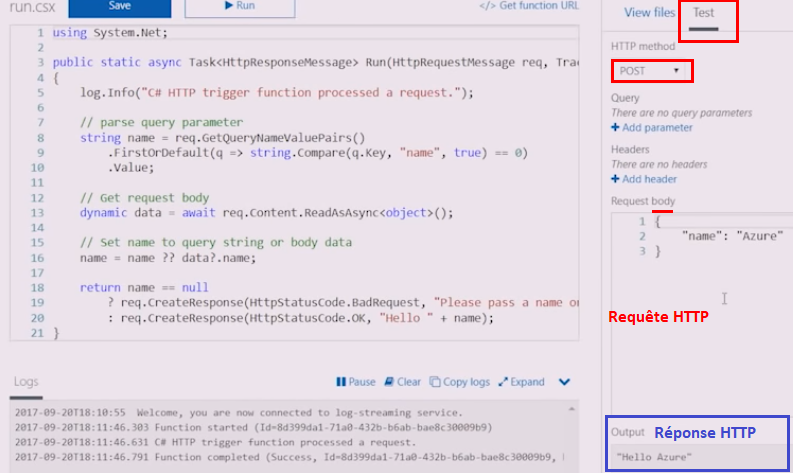 run.csx Save Run </> Get function URL
1 using System.Net;
2
3 public static async Task<HttpResponseMessage> Run(HttpRequestMessage req, Trac
4 {
5 log.Info("C# HTTP trigger function processed a request.");
6
7 // parse query parameter
8 string name = req.GetQueryNameValuePairs()
9 .FirstOrDefault(q => string.Compare(q.Key, "name", true) == 0)
10 .Value;
11
12 // Get request body
13 dynamic data = await req.Content.ReadAsAsync<object>();
14
15 // Set name to query string or body data
16 name = name ?? data?.name;
17
18 return name == null
19 ? req.CreateResponse(HttpStatusCode.BadRequest, "Please pass a name on
20 : req.CreateResponse(HttpStatusCode.OK, "Hello " + name);
21 }
Logs Pause Clear Copy logs Expand
2017-09-20T18:10:55 Welcome, you are now connected to log-streaming service.
2017-09-20T18:11:46.303 Function started (Id=8d399da1-71a0-432b-b6ab-bae8c30009b9)
2017-09-20T18:11:46.631 C# HTTP trigger function processed a request.
2017-09-20T18:11:46.791 Function completed (Success, Id=8d399da1-71a0-432b-b6ab-bae8c30009b9,
View files Test
HTTP method
POST
Query
There are no query parameters
+ Add parameter
Headers
There are no headers
+ Add header
Request body
1 {
2 "name": "Azure"
3 }
Requête HTTP
Output Réponse HTTP
"Hello Azure"